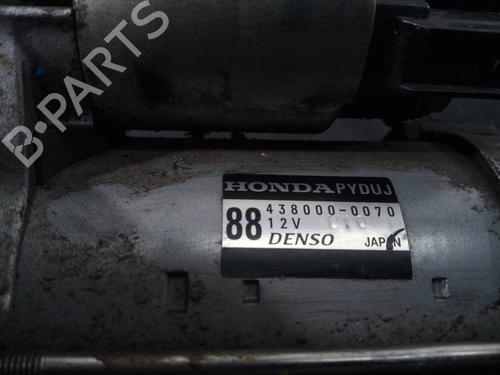 B-PARTS
HONDA PYDUJ
88 438000-0070
12V
DENSO JAPAN